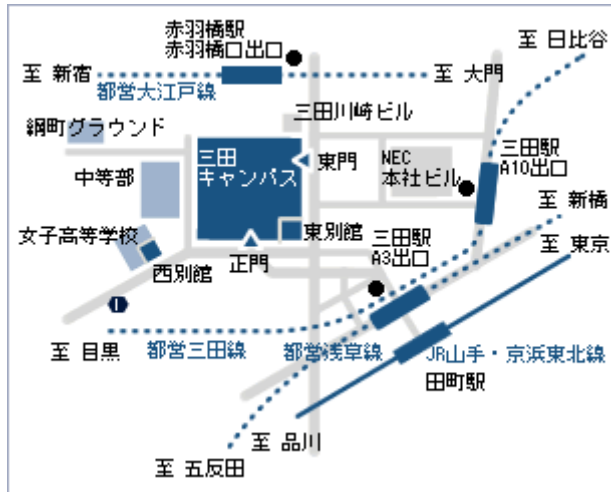 赤羽橋駅
赤羽橋口出口
至 日比谷
至 新宿
至 大門
都営大江戸線
三田川崎ビル
綱町グラウンド
三田
キャンパス
東門
NEC
本社ビル
三田駅
A10出口
中等部
至 新橋
女子高等学校
東別館
三田駅
A3出口
至 東京
西別館
正門
至 目黒
都営三田線
都営浅草線
JR山手・京浜東北線
田町駅
至 品川
至 五反田